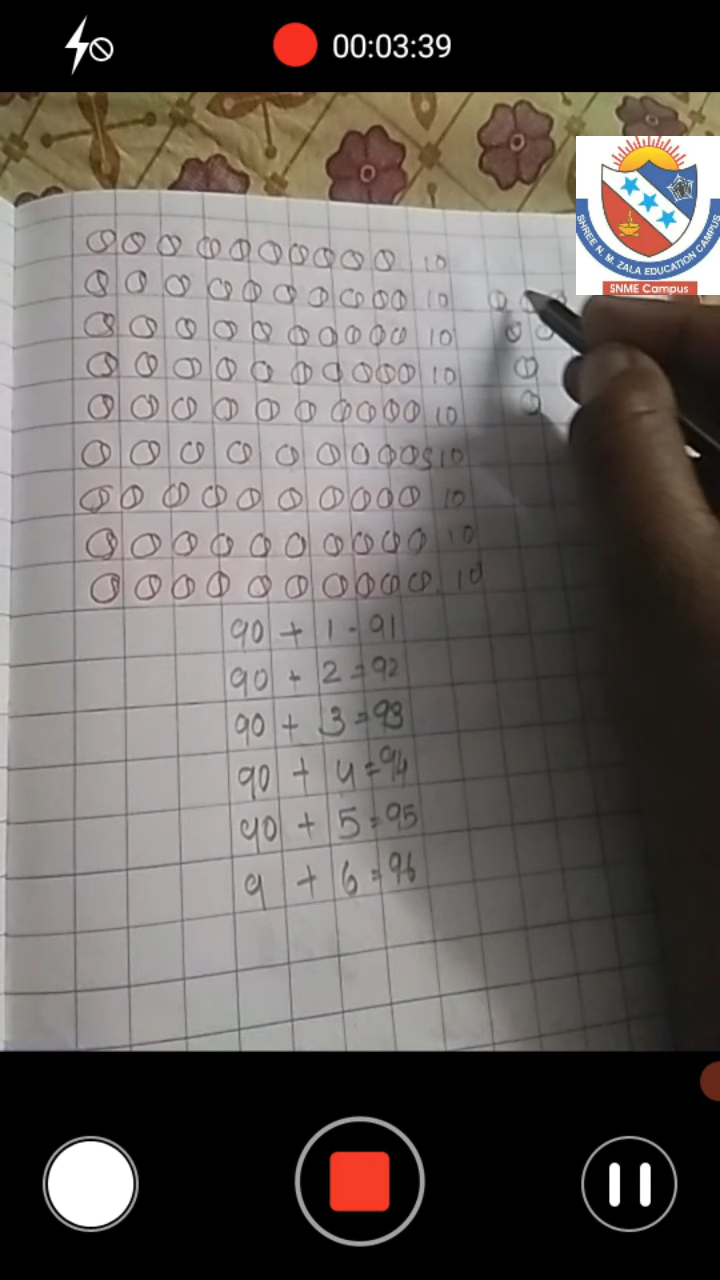 00:03:39
SHREE N. M. ZALA EDUCATION CAMPUS
SNME Campus
10
10
10
10
10
10
10
10
10
90 + 1 - 91
90 + 2 = 92
90 + 3 = 93
90 + 4 = 94
90 + 5 = 95
9 + 6 = 96